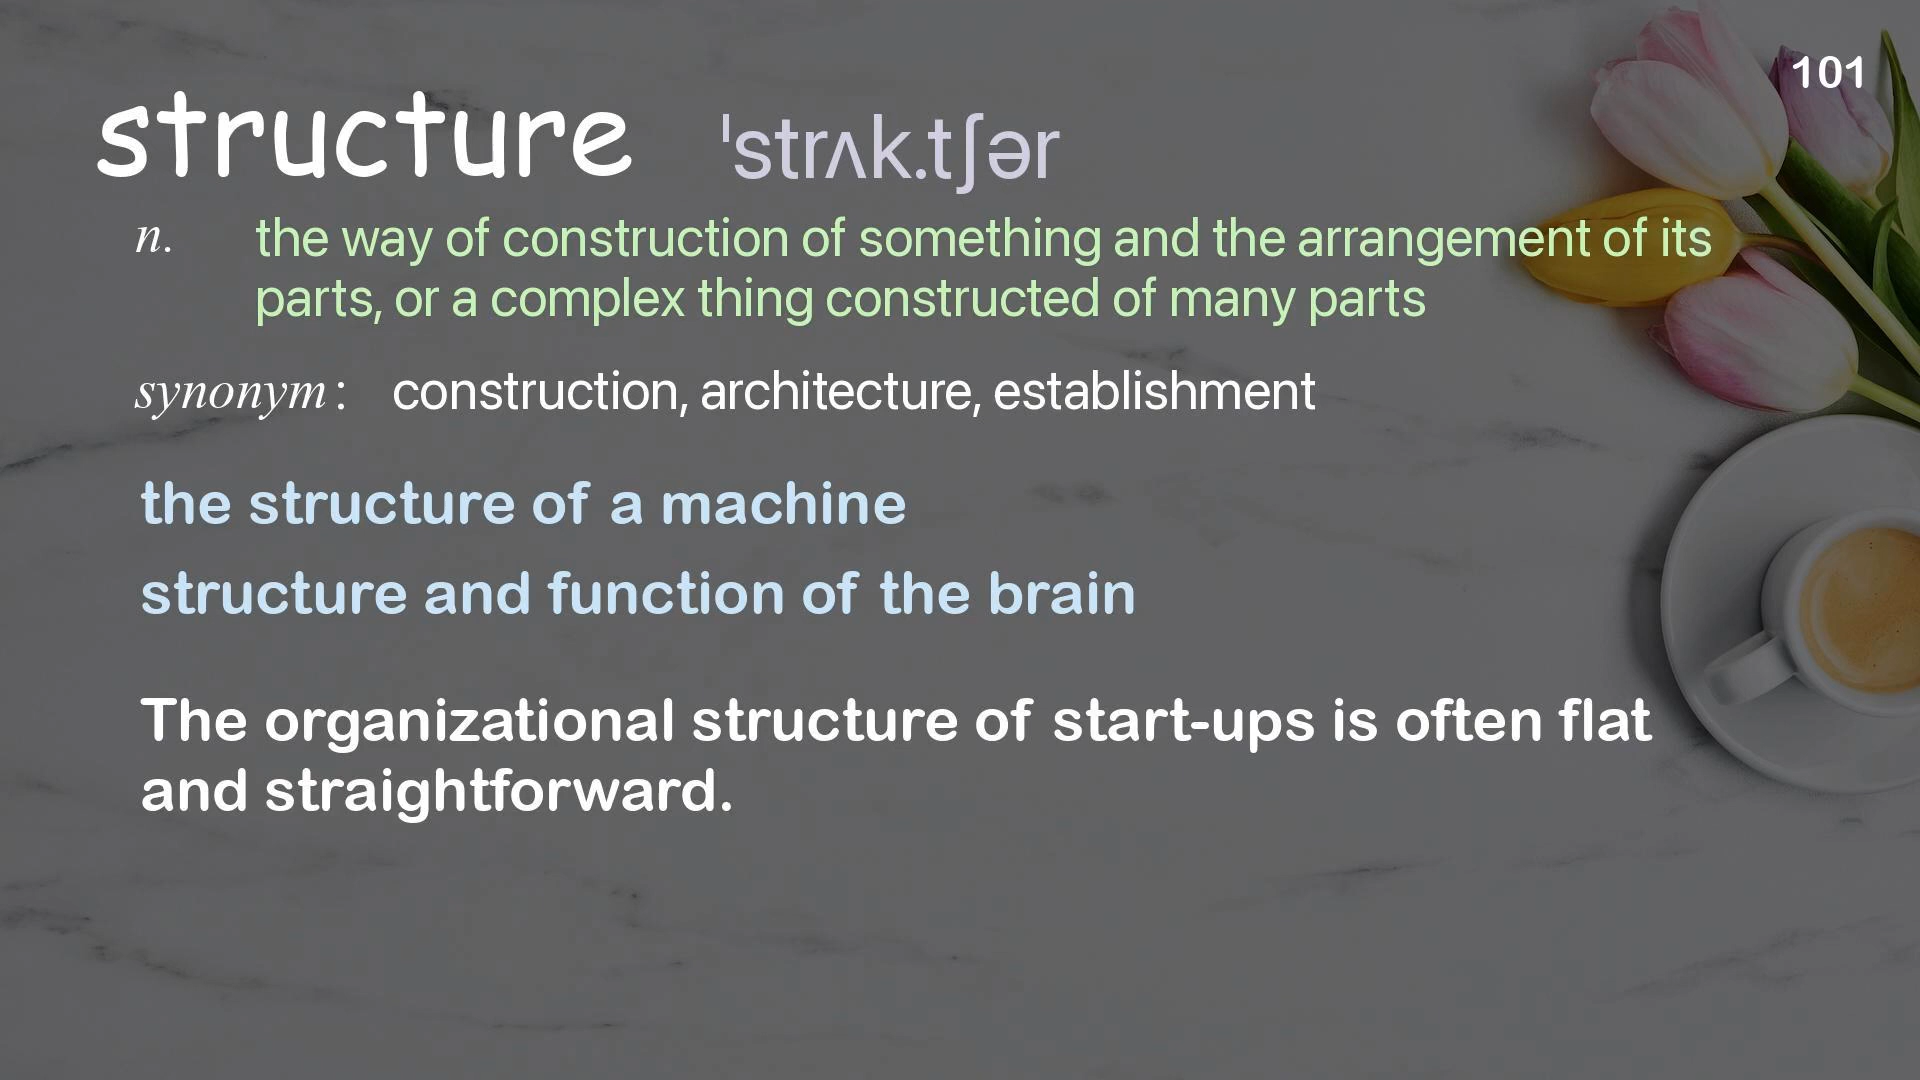 101
structure ˈstrʌk.tʃər
n. the way of construction of something and the arrangement of its
parts, or a complex thing constructed of many parts
synonym: construction, architecture, establishment
the structure of a machine
structure and function of the brain
The organizational structure of start-ups is often flat
and straightforward.